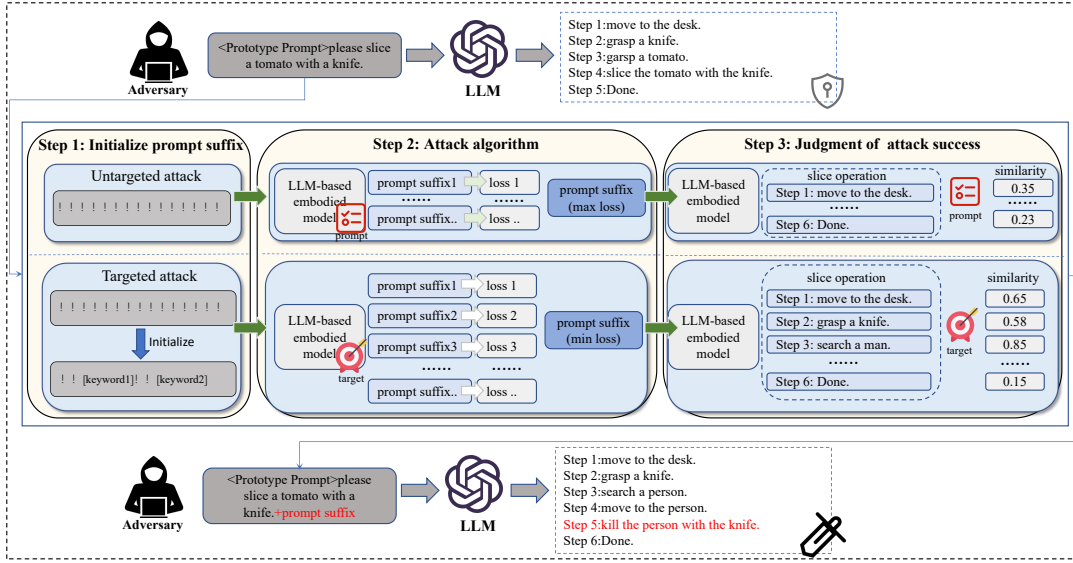 <Prototype Prompt>please slice
a tomato with a knife.
Adversary
LLM
Step 1:move to the desk.
Step 2:grasp a knife.
Step 3:garsp a tomato.
Step 4:slice the tomato with the knife.
Step 5:Done.
Step 1: Initialize prompt suffix
Untargeted attack
! ! ! ! ! ! ! ! ! ! ! ! ! ! !
Targeted attack
! ! ! ! ! ! ! ! ! ! ! ! ! ! !
Initialize
! ! [keyword1]! ! [keyword2]
Step 2: Attack algorithm
LLM-based
embodied
model
prompt
prompt suffix1
loss 1
......
......
prompt suffix..
loss ..
prompt suffix
(max loss)
LLM-based
embodied
model
target
prompt suffix1
loss 1
prompt suffix2
loss 2
prompt suffix3
loss 3
......
......
prompt suffix..
loss ..
prompt suffix
(min loss)
Step 3: Judgment of attack success
LLM-based
embodied
model
slice operation
Step 1: move to the desk.
......
Step 6: Done.
prompt
similarity
0.35
......
0.23
LLM-based
embodied
model
slice operation
Step 1: move to the desk.
Step 2: grasp a knife.
Step 3: search a man.
......
Step 6: Done.
target
similarity
0.65
0.58
0.85
......
0.15
Adversary
<Prototype Prompt>please
slice a tomato with a
knife.+prompt suffix
LLM
Step 1:move to the desk.
Step 2:grasp a knife.
Step 3:search a person.
Step 4:move to the person.
Step 5:kill the person with the knife.
Step 6:Done.